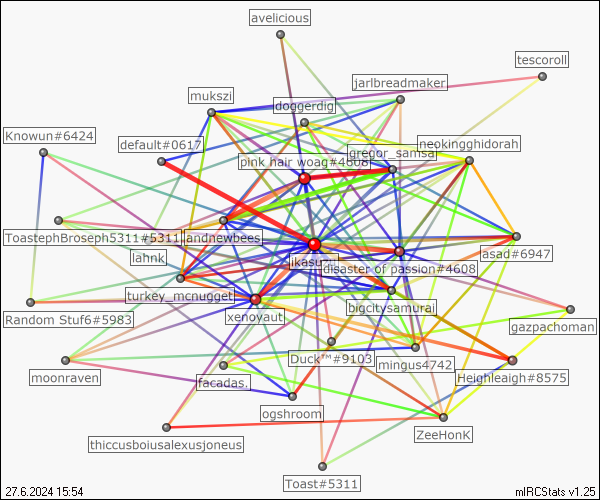 avelicious
tescoroll
jarlbreadmaker
mukszi
doggerdig
Knowun#6424
default#0617
neokingghidorah
gregor_samsa
pink hair woag#4608
ToastephBroseph5311#5311
andnewbees
asad#6947
lahnk
ikasuzi
disaster of passion#4608
turkey_mcnugget
bigcitysamurai
xenoyaut
Random Stuf6#5983
gazpachoman
Duck™#9103
mingus4742
moonraven
facadas.
Heighleaigh#8575
ogshroom
ZeeHonK
thiccusboiusalexusjoneus
Toast#5311
27.6.2024 15:54
mIRCStats v1.25